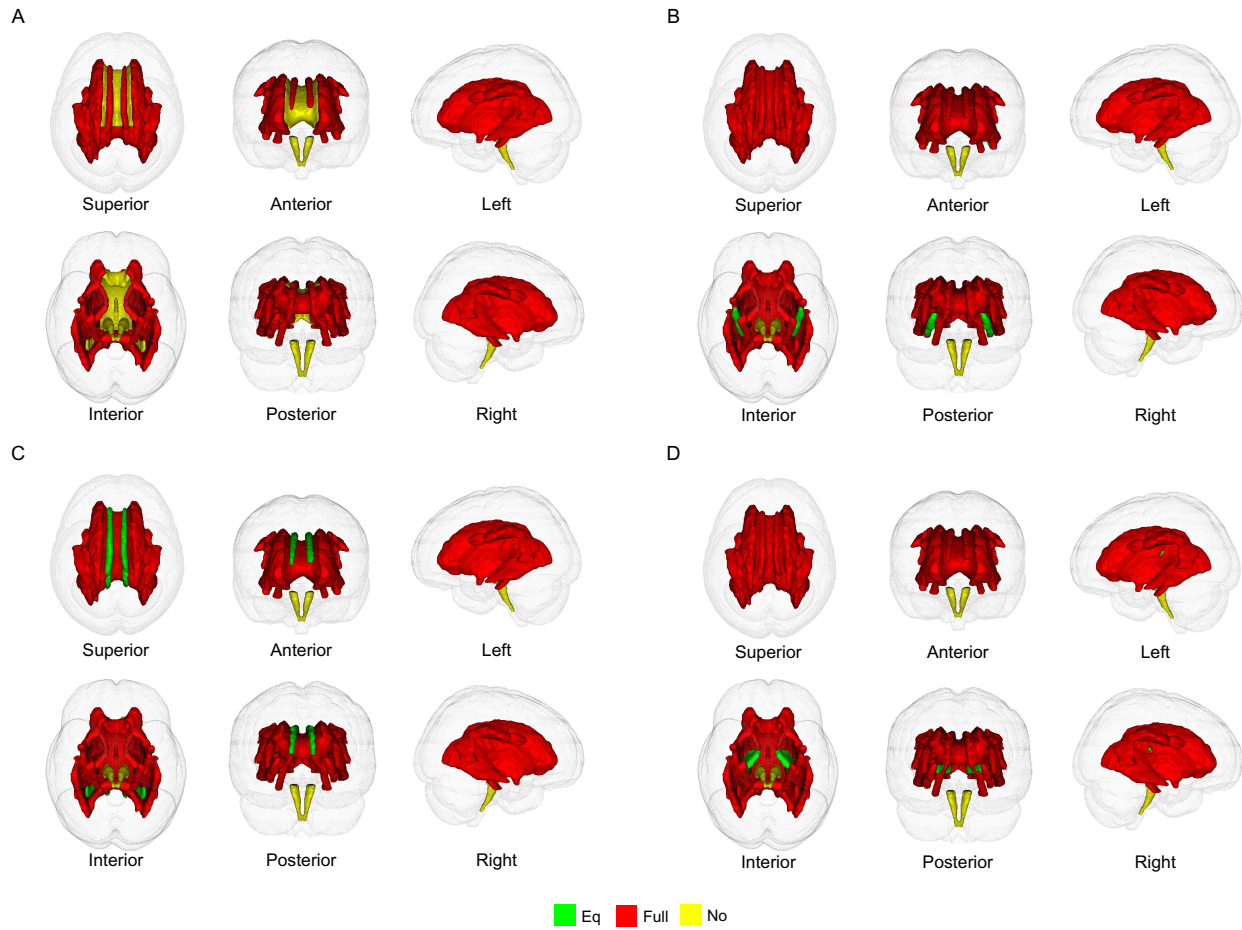 A B
Superior Anterior Left Superior Anterior Left
Interior Posterior Right Interior Posterior Right
C D
Superior Anterior Left Superior Anterior Left
Interior Posterior Right Interior Posterior Right
Eq Full No